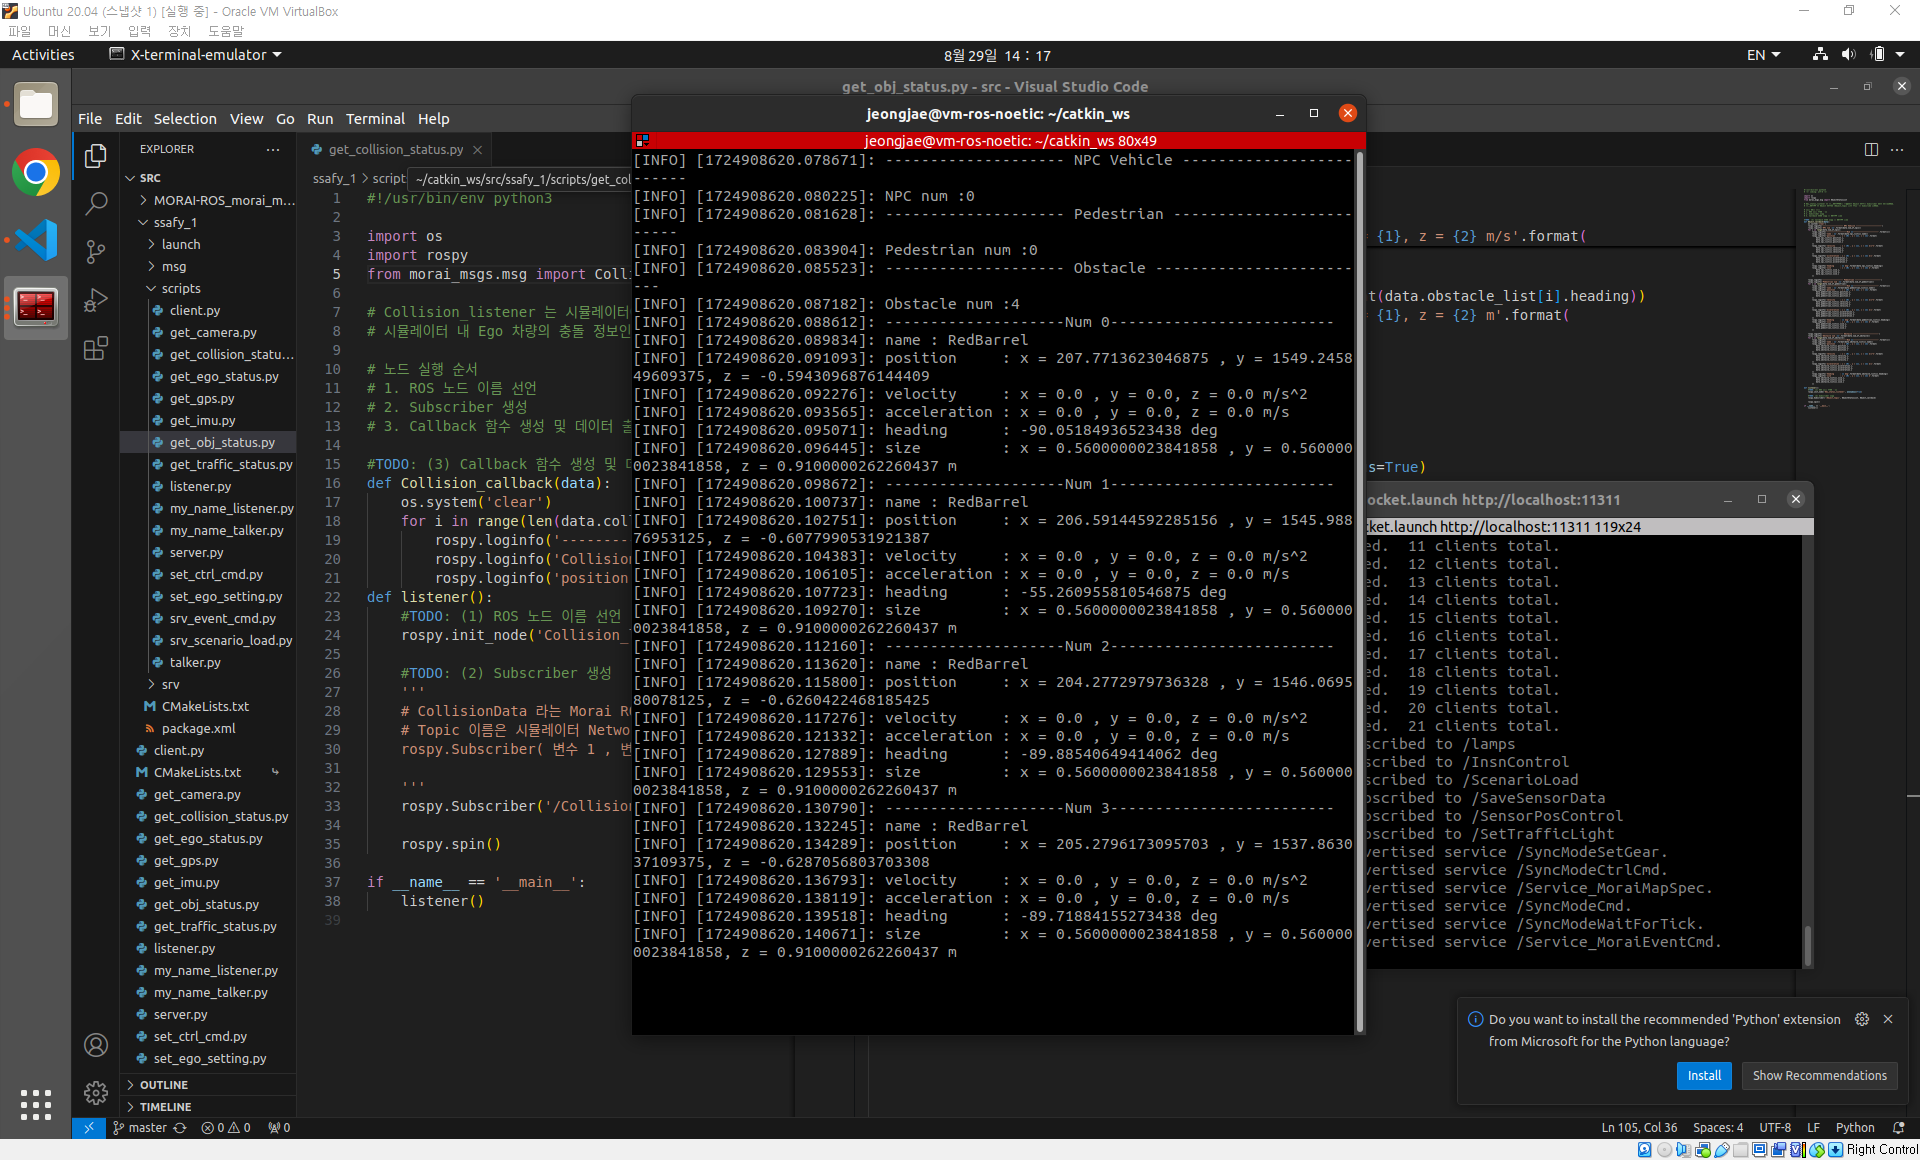 Ubuntu 20.04 (스냅샷 1) [실행 중] - Oracle VM VirtualBox
파일 머신 보기 입력 장치 도움말
Activities X-terminal-emulator 8월 29일 14 : 17 EN
get_obj_status.py - src - Visual Studio Code
File Edit Selection View Go Run Terminal Help
EXPLORER
SRC
MORAI-ROS_morai_m...
ssafy_1
launch
msg
scripts
client.py
get_camera.py
get_collision_statu...
get_ego_status.py
get_gps.py
get_imu.py
get_obj_status.py
get_traffic_status.py
listener.py
my_name_listener.py
my_name_talker.py
server.py
set_ctrl_cmd.py
set_ego_setting.py
srv_event_cmd.py
srv_scenario_load.py
talker.py
srv
CMakeLists.txt
package.xml
client.py
CMakeLists.txt
get_camera.py
get_collision_status.py
get_ego_status.py
get_gps.py
get_imu.py
get_obj_status.py
get_traffic_status.py
listener.py
my_name_listener.py
my_name_talker.py
server.py
set_ctrl_cmd.py
set_ego_setting.py
OUTLINE
TIMELINE
get_collision_status.py
ssafy_1 > script ~/catkin_ws/src/ssafy_1/scripts/get_col
1 #!/usr/bin/env python3
2
3 import os
4 import rospy
5 from morai_msgs.msg import Colli
6
7 # Collision_listener 는 시뮬레이터
8 # 시뮬레이터 내 Ego 차량의 충돌 정보인
9
10 # 노드 실행 순서
11 # 1. ROS 노드 이름 선언
12 # 2. Subscriber 생성
13 # 3. Callback 함수 생성 및 데이터 출
14
15 #TODO: (3) Callback 함수 생성 및 데
16 def Collision_callback(data):
17 os.system('clear')
18 for i in range(len(data.coll
19 rospy.loginfo('--------
20 rospy.loginfo('Collision
21 rospy.loginfo('position
22 def listener():
23 #TODO: (1) ROS 노드 이름 선언
24 rospy.init_node('Collision_
25
26 #TODO: (2) Subscriber 생성
27 '''
28 # CollisionData 라는 Morai R
29 # Topic 이름은 시뮬레이터 Netwo
30 rospy.Subscriber( 변수 1 , 변
31
32 '''
33 rospy.Subscriber('/Collision
34
35 rospy.spin()
36
37 if __name__ == '__main__':
38 listener()
39
jeongjae@vm-ros-noetic: ~/catkin_ws
jeongjae@vm-ros-noetic: ~/catkin_ws 80x49
[INFO] [1724908620.078671]: -------------------- NPC Vehicle -------------------
------
[INFO] [1724908620.080225]: NPC num :0
[INFO] [1724908620.081628]: -------------------- Pedestrian --------------------
-----
[INFO] [1724908620.083904]: Pedestrian num :0
[INFO] [1724908620.085523]: -------------------- Obstacle ----------------------
---
[INFO] [1724908620.087182]: Obstacle num :4
[INFO] [1724908620.088612]: --------------------Num 0-------------------------
[INFO] [1724908620.089834]: name : RedBarrel
[INFO] [1724908620.091093]: position : x = 207.7713623046875 , y = 1549.2458
49609375, z = -0.5943096876144409
[INFO] [1724908620.092276]: velocity : x = 0.0 , y = 0.0, z = 0.0 m/s^2
[INFO] [1724908620.093565]: acceleration : x = 0.0 , y = 0.0, z = 0.0 m/s
[INFO] [1724908620.095071]: heading : -90.05184936523438 deg
[INFO] [1724908620.096445]: size : x = 0.5600000023841858 , y = 0.560000
0023841858, z = 0.9100000262260437 m
[INFO] [1724908620.098672]: --------------------Num 1-------------------------
[INFO] [1724908620.100737]: name : RedBarrel
[INFO] [1724908620.102751]: position : x = 206.59144592285156 , y = 1545.988
76953125, z = -0.6077990531921387
[INFO] [1724908620.104383]: velocity : x = 0.0 , y = 0.0, z = 0.0 m/s^2
[INFO] [1724908620.106105]: acceleration : x = 0.0 , y = 0.0, z = 0.0 m/s
[INFO] [1724908620.107723]: heading : -55.260955810546875 deg
[INFO] [1724908620.109270]: size : x = 0.5600000023841858 , y = 0.560000
0023841858, z = 0.9100000262260437 m
[INFO] [1724908620.112160]: --------------------Num 2-------------------------
[INFO] [1724908620.113620]: name : RedBarrel
[INFO] [1724908620.115800]: position : x = 204.2772979736328 , y = 1546.0695
80078125, z = -0.6260422468185425
[INFO] [1724908620.117276]: velocity : x = 0.0 , y = 0.0, z = 0.0 m/s^2
[INFO] [1724908620.121332]: acceleration : x = 0.0 , y = 0.0, z = 0.0 m/s
[INFO] [1724908620.127889]: heading : -89.88540649414062 deg
[INFO] [1724908620.129553]: size : x = 0.5600000023841858 , y = 0.560000
0023841858, z = 0.9100000262260437 m
[INFO] [1724908620.130790]: --------------------Num 3-------------------------
[INFO] [1724908620.132245]: name : RedBarrel
[INFO] [1724908620.134289]: position : x = 205.2796173095703 , y = 1537.8630
37109375, z = -0.6287056803703308
[INFO] [1724908620.136793]: velocity : x = 0.0 , y = 0.0, z = 0.0 m/s^2
[INFO] [1724908620.138119]: acceleration : x = 0.0 , y = 0.0, z = 0.0 m/s
[INFO] [1724908620.139518]: heading : -89.71884155273438 deg
[INFO] [1724908620.140671]: size : x = 0.5600000023841858 , y = 0.560000
0023841858, z = 0.9100000262260437 m
= {1}, z = {2} m/s'.format(
t(data.obstacle_list[i].heading))
= {1}, z = {2} m'.format(
s=True)
ocket.launch http://localhost:11311
ket.launch http://localhost:11311 119x24
ed. 11 clients total.
ed. 12 clients total.
ed. 13 clients total.
ed. 14 clients total.
ed. 15 clients total.
ed. 16 clients total.
ed. 17 clients total.
ed. 18 clients total.
ed. 19 clients total.
ed. 20 clients total.
ed. 21 clients total.
scribed to /lamps
scribed to /InsnControl
scribed to /ScenarioLoad
bscribed to /SaveSensorData
bscribed to /SensorPosControl
bscribed to /SetTrafficLight
vertised service /SyncModeSetGear.
vertised service /SyncModeCtrlCmd.
vertised service /Service_MoraiMapSpec.
vertised service /SyncModeCmd.
vertised service /SyncModeWaitForTick.
vertised service /Service_MoraiEventCmd.
Do you want to install the recommended 'Python' extension
from Microsoft for the Python language?
Install Show Recommendations
master 0 0 0 Ln 105, Col 36 Spaces: 4 UTF-8 LF Python
Right Control